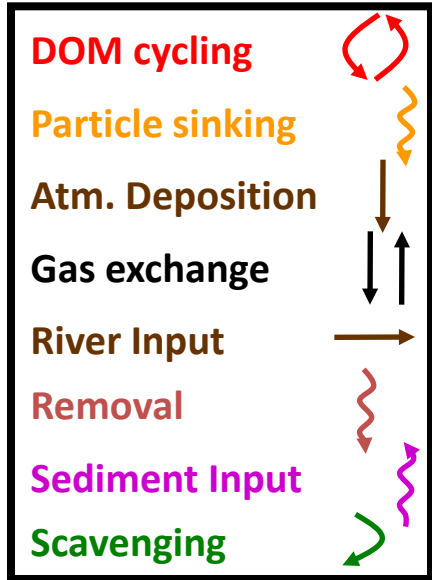 DOM cycling
Particle sinking
Atm. Deposition
Gas exchange
River Input
Removal
Sediment Input
Scavenging